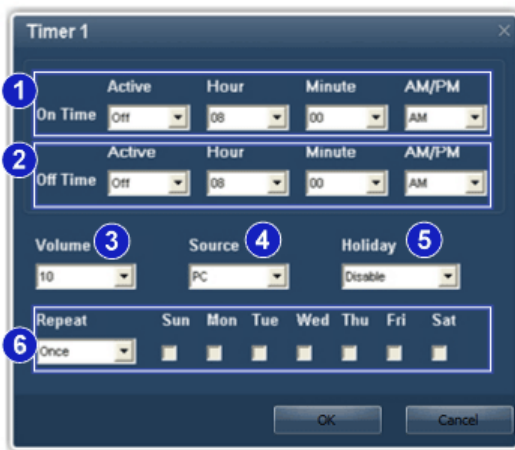 Timer 1
×
1
Active Hour Minute AM/PM
On Time Off 08 00 AM
2
Active Hour Minute AM/PM
Off Time Off 08 00 AM
Volume 3 Source 4 Holiday 5
10 PC Disable
6
Repeat Sun Mon Tue Wed Thu Fri Sat
Once
OK Cancel